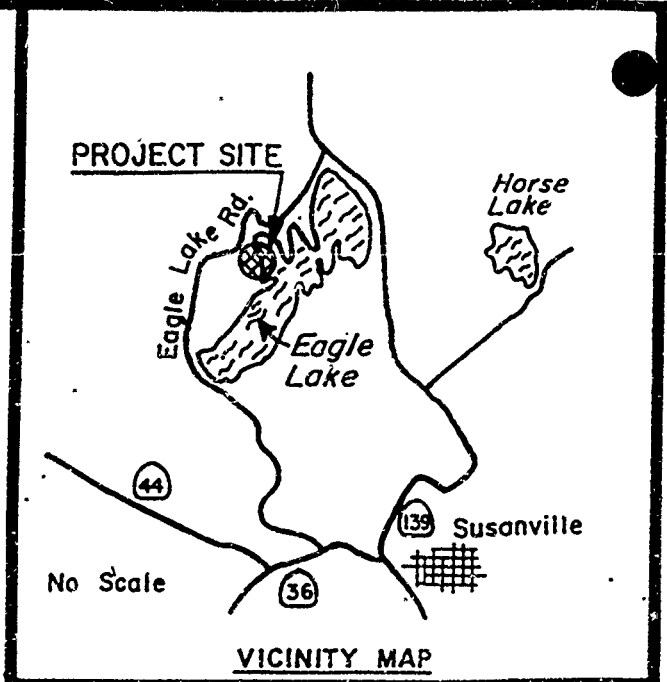 PROJECT SITE
Horse
Lake
Eagle Lake Rd.
Eagle
Lake
44
139
Susanville
No Scale
36
VICINITY MAP